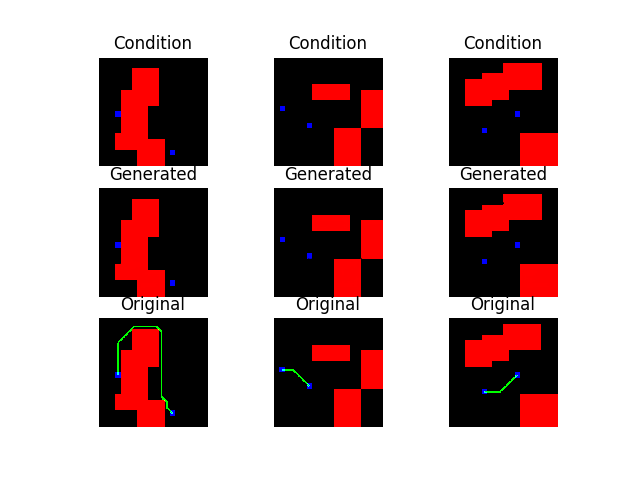 Condition Condition Condition
Generated Generated Generated
Original Original Original